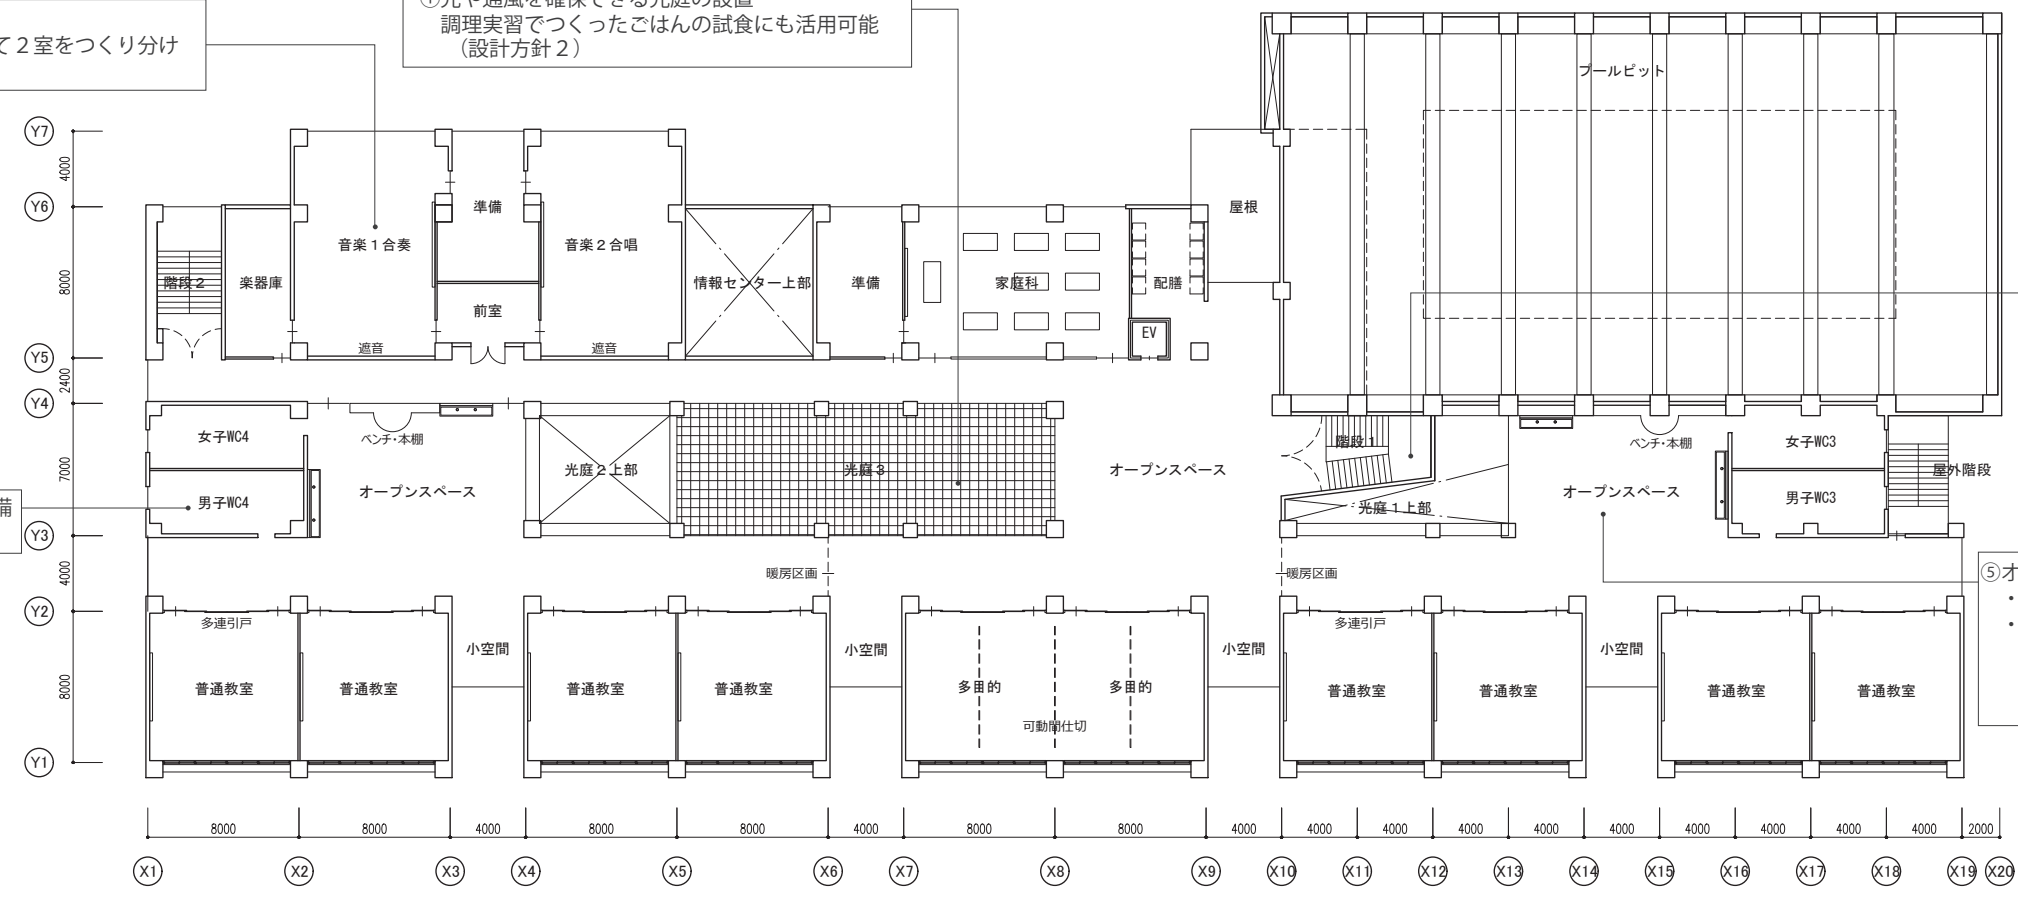 て２室をつくり分け
①光や通風を確保できる光庭の設置
調理実習でつくったごはんの試食にも活用可能
（設計方針２）
プールピット
Y7
4000
Y6
準備
屋根
音楽１合奏
音楽２合唱
8000
階段２
楽器庫
情報センター上部
準備
家庭科
配膳
前室
EV
遮音
遮音
Y5
2400
Y4
女子WC4
ベンチ・本棚
階段１
ベンチ・本棚
女子WC3
7000
光庭２上部
光庭３
オープンスペース
屋外階段
オープンスペース
オープンスペース
男子WC4
男子WC3
備
光庭１上部
Y3
4000
暖房区画
暖房区画
⑤オ
・
・
Y2
多連引戸
多連引戸
小空間
小空間
小空間
小空間
8000
普通教室
普通教室
普通教室
普通教室
多目的
多目的
普通教室
普通教室
普通教室
普通教室
可動間仕切
Y1
8000 8000 4000 8000 8000 4000 8000 8000 4000 4000 4000 4000 4000 4000 4000 4000 4000 4000 2000
X1 X2 X3 X4 X5 X6 X7 X8 X9 X10 X11 X12 X13 X14 X15 X16 X17 X18 X19 X20